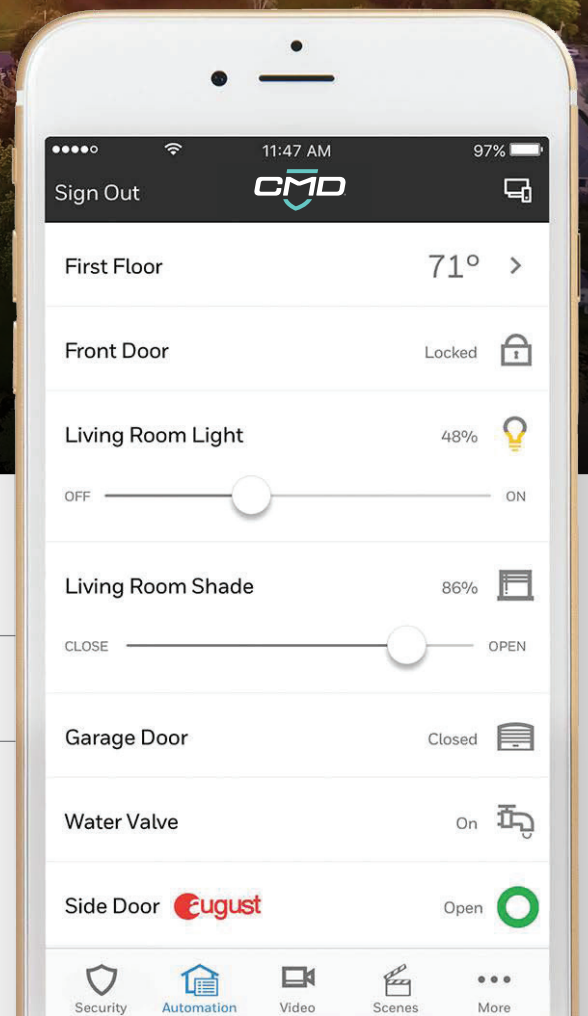 11:47 AM 97%
Sign Out CMD
First Floor 71°
Front Door Locked
Living Room Light 48%
OFF ON
Living Room Shade 86%
CLOSE OPEN
Garage Door Closed
Water Valve On
Side Door august Open
Security Automation Video Scenes More